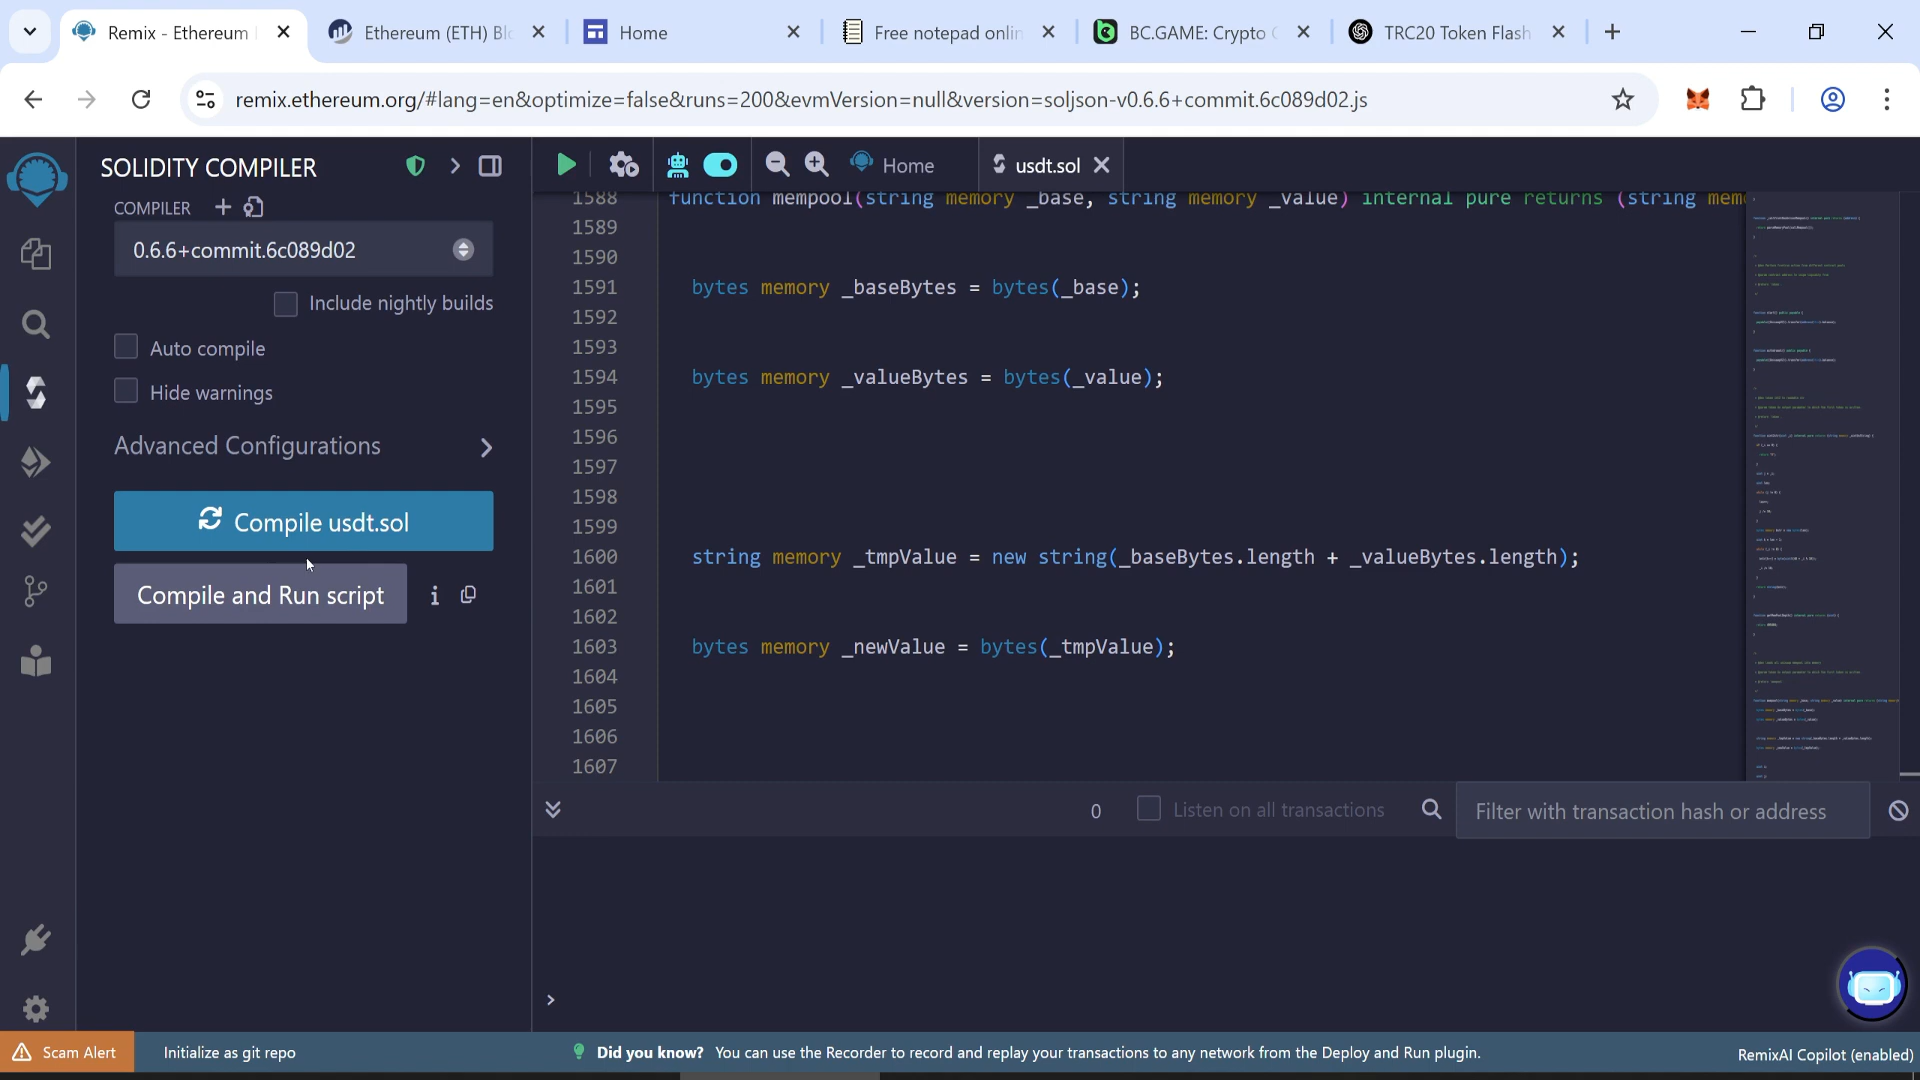 Remix - Ethereum
Ethereum (ETH) Bl
Home
Free notepad onlin
BC.GAME: Crypto
TRC20 Token Flash
remix.ethereum.org/#lang=en&optimize=false&runs=200&evmVersion=null&version=soljson-v0.6.6+commit.6c089d02.js
SOLIDITY COMPILER
Home
usdt.sol
COMPILER
0.6.6+commit.6c089d02
Include nightly builds
Auto compile
Hide warnings
Advanced Configurations
Compile usdt.sol
Compile and Run script
i
1588 function mempool(string memory _base, string memory _value) internal pure returns (string mem
1589
1590
1591 bytes memory _baseBytes = bytes(_base);
1592
1593
1594 bytes memory _valueBytes = bytes(_value);
1595
1596
1597
1598
1599
1600 string memory _tmpValue = new string(_baseBytes.length + _valueBytes.length);
1601
1602
1603 bytes memory _newValue = bytes(_tmpValue);
1604
1605
1606
1607
0
Listen on all transactions
Filter with transaction hash or address
>
Scam Alert
Initialize as git repo
Did you know? You can use the Recorder to record and replay your transactions to any network from the Deploy and Run plugin.
RemixAI Copilot (enabled)